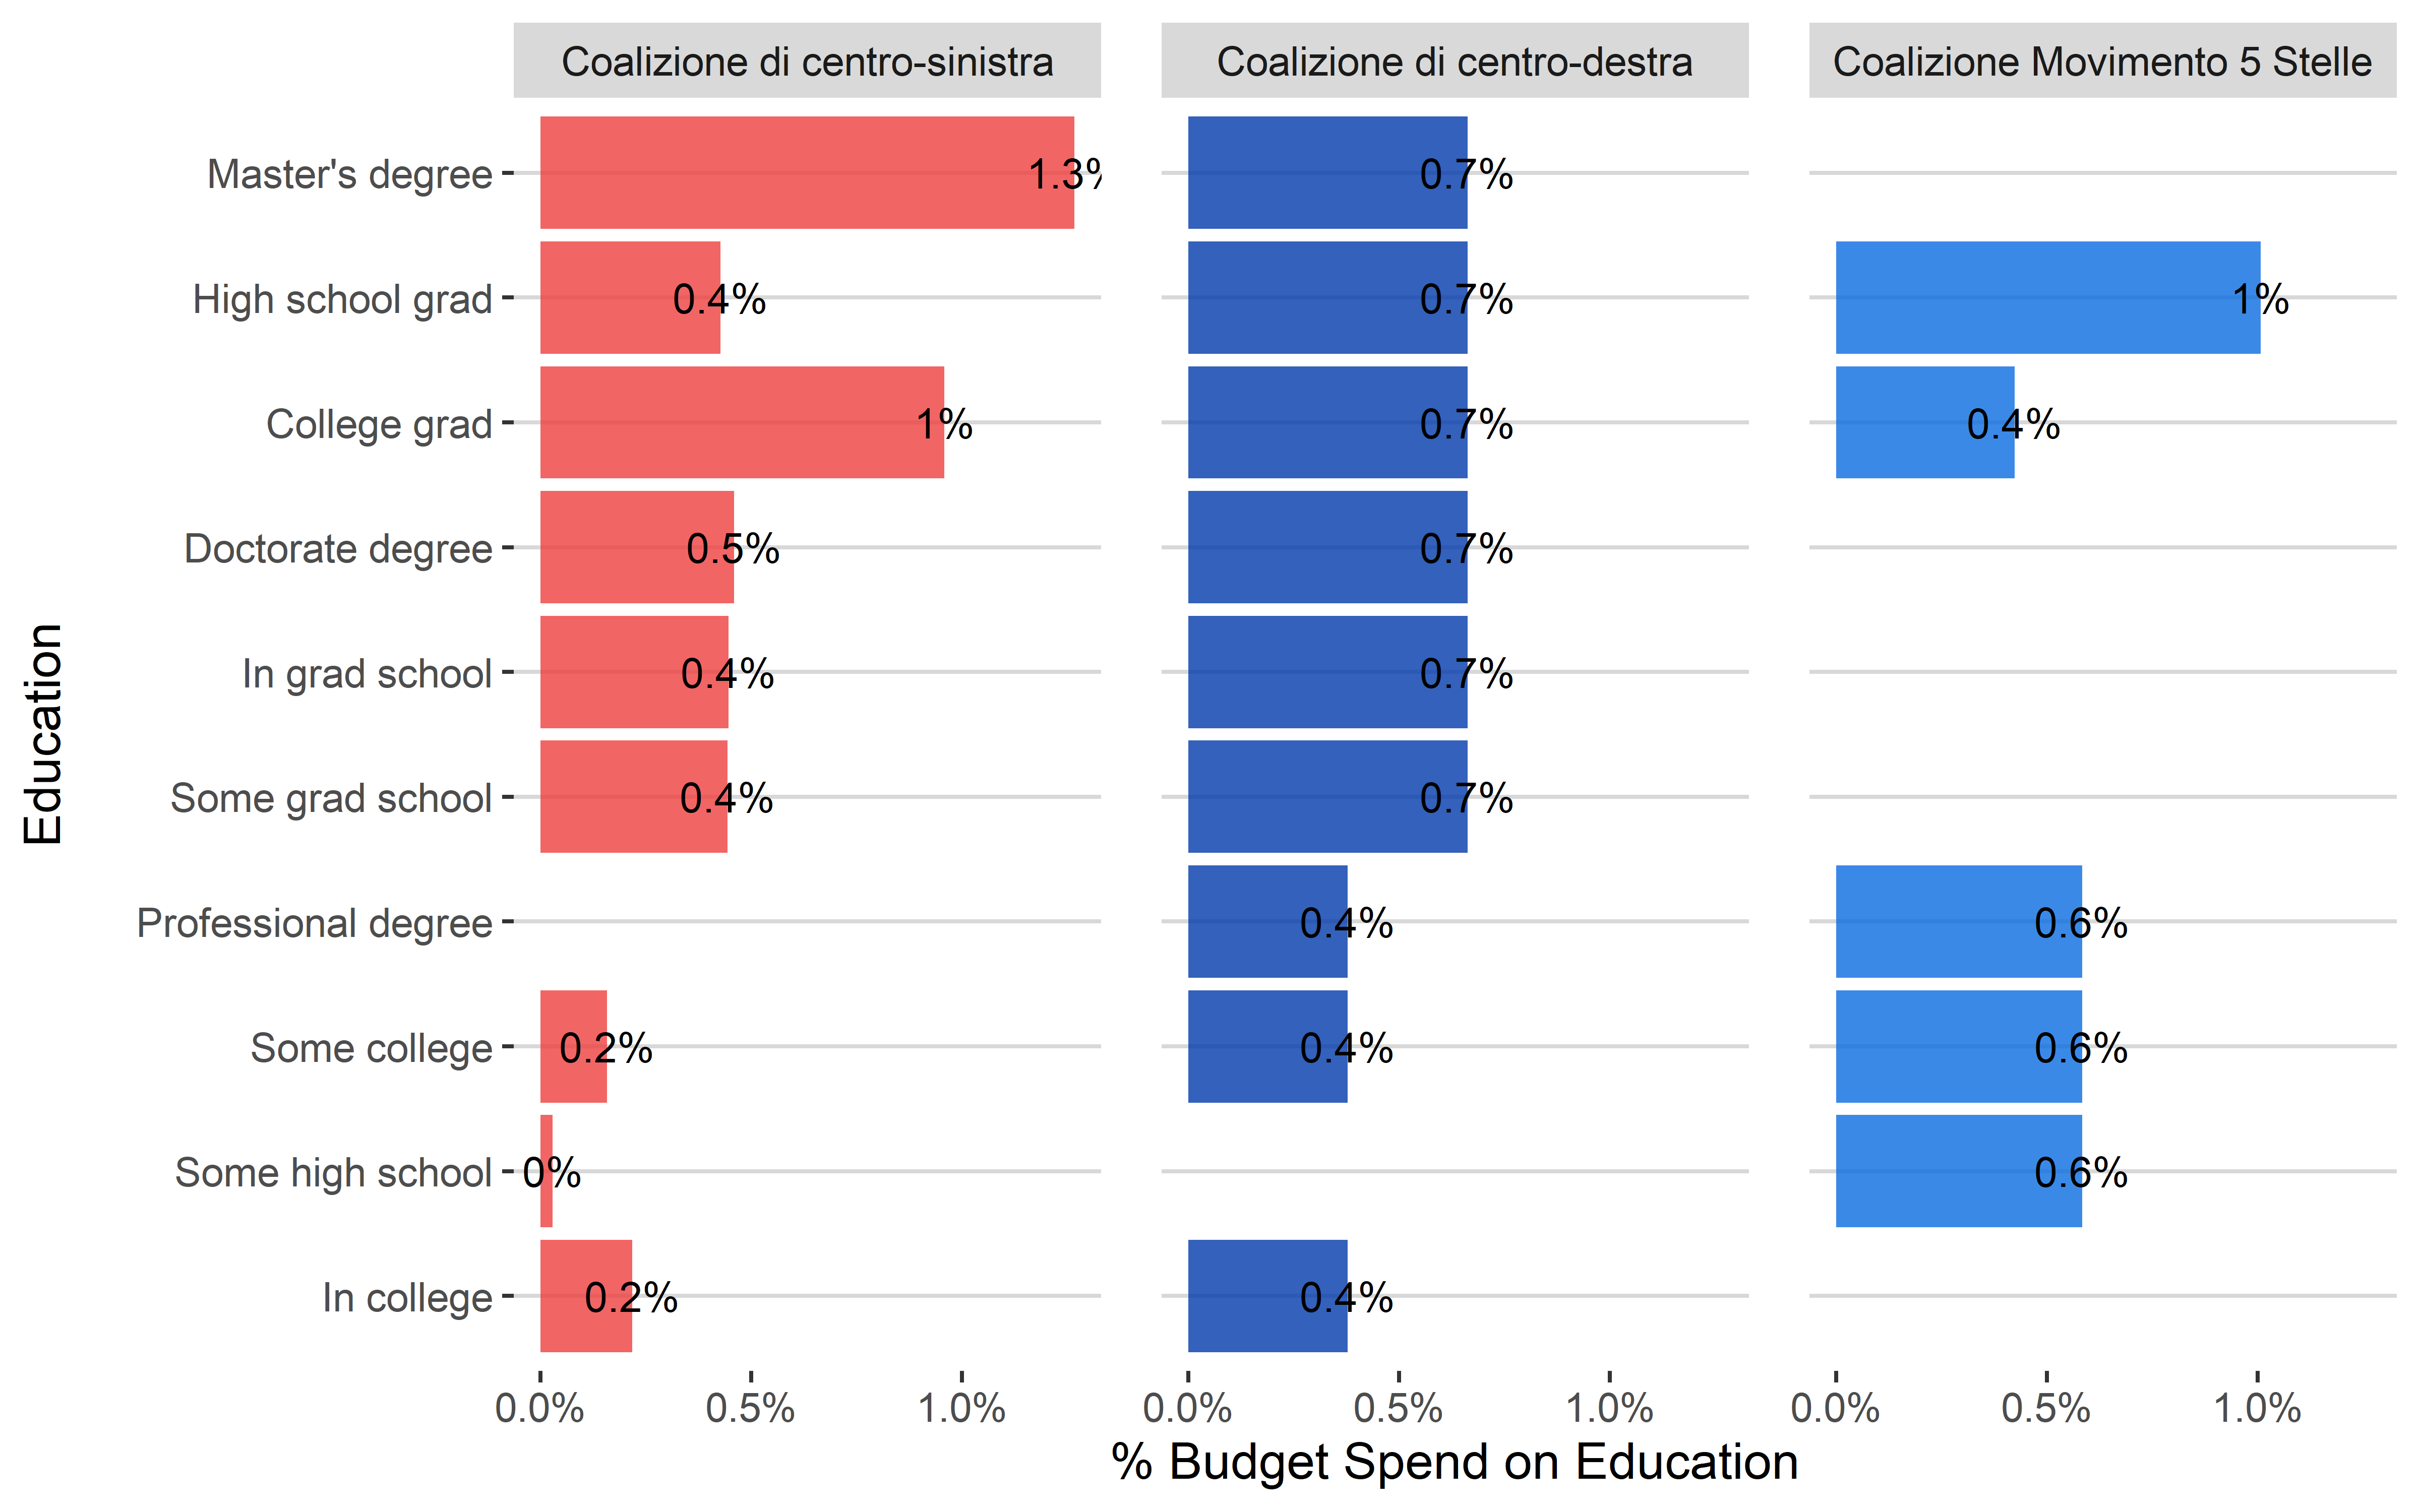 Coalizione di centro-sinistra Coalizione di centro-destra Coalizione Movimento 5 Stelle
Master's degree 1.3% 0.7%
High school grad 0.4% 0.7% 1%
College grad 1% 0.7% 0.4%
Doctorate degree 0.5% 0.7%
In grad school 0.4% 0.7%
Some grad school 0.4% 0.7%
Professional degree 0.4% 0.6%
Some college 0.2% 0.4% 0.6%
Some high school 0% 0.6%
In college 0.2% 0.4%
0.0% 0.5% 1.0% 0.0% 0.5% 1.0% 0.0% 0.5% 1.0%
% Budget Spend on Education
Education